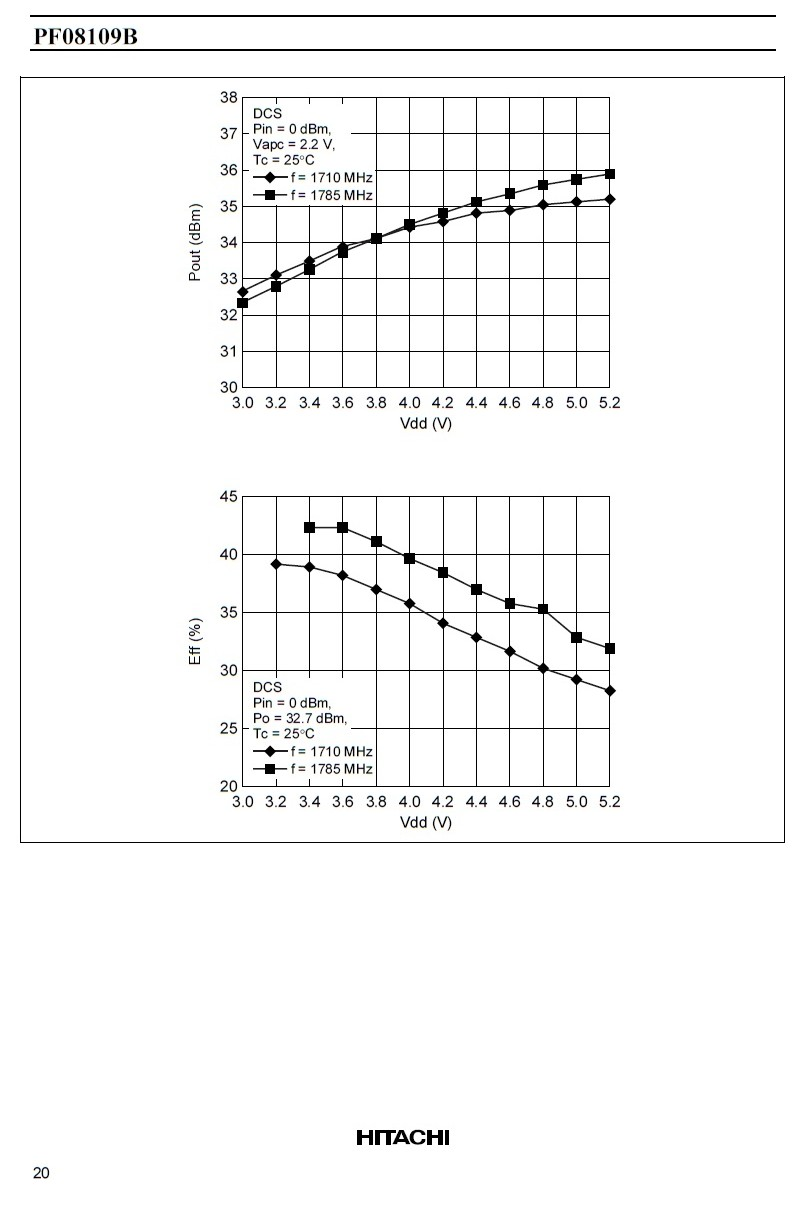 PF08109B
38
37
36
35
34
33
32
31
30
Pout (dBm)
DCS
Pin = 0 dBm,
Vapc = 2.2 V,
Tc = 25°C
f = 1710 MHz
f = 1785 MHz
3.0 3.2 3.4 3.6 3.8 4.0 4.2 4.4 4.6 4.8 5.0 5.2
Vdd (V)
45
40
35
30
25
20
Eff (%)
DCS
Pin = 0 dBm,
Po = 32.7 dBm,
Tc = 25°C
f = 1710 MHz
f = 1785 MHz
3.0 3.2 3.4 3.6 3.8 4.0 4.2 4.4 4.6 4.8 5.0 5.2
Vdd (V)
HITACHI
20